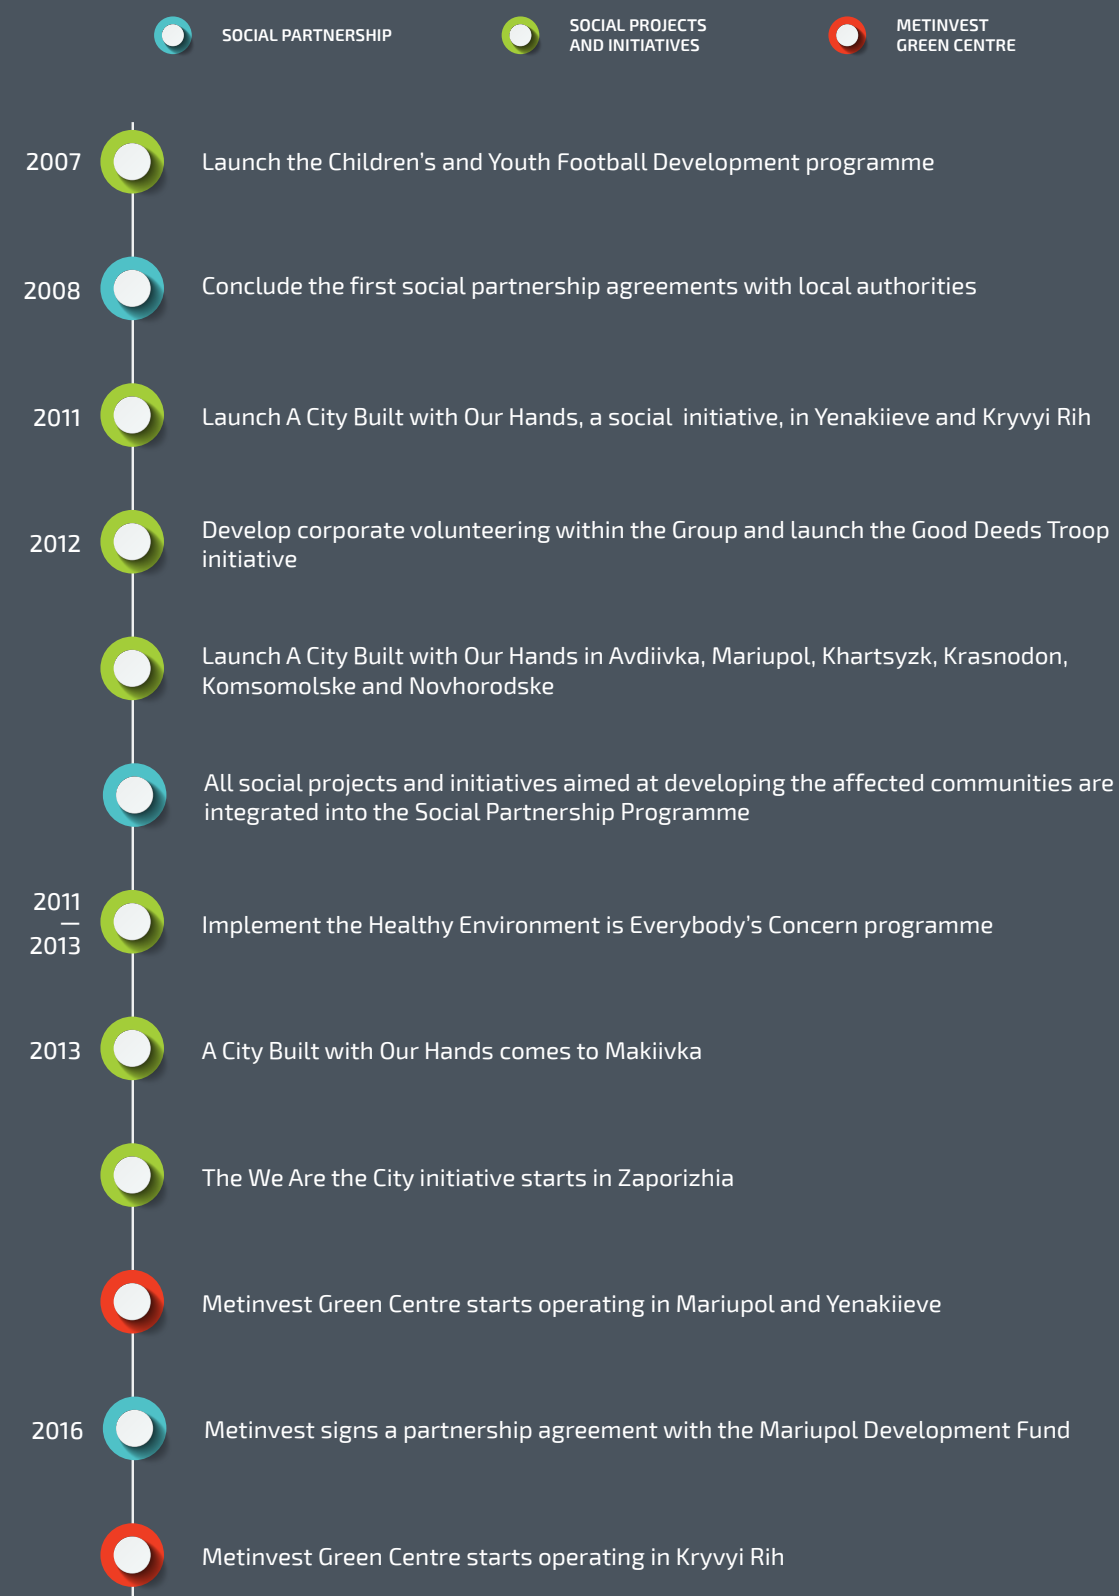 SOCIAL PARTNERSHIP
SOCIAL PROJECTS
AND INITIATIVES
METINVEST
GREEN CENTRE
2007
Launch the Children’s and Youth Football Development programme
2008
Conclude the first social partnership agreements with local authorities
2011
Launch A City Built with Our Hands, a social initiative, in Yenakiieve and Kryvyi Rih
2012
Develop corporate volunteering within the Group and launch the Good Deeds Troop
initiative
Launch A City Built with Our Hands in Avdiivka, Mariupol, Khartsyzk, Krasnodon,
Komsomolske and Novhorodske
All social projects and initiatives aimed at developing the affected communities are
integrated into the Social Partnership Programme
2011
—
2013
Implement the Healthy Environment is Everybody’s Concern programme
2013
A City Built with Our Hands comes to Makiivka
The We Are the City initiative starts in Zaporizhia
Metinvest Green Centre starts operating in Mariupol and Yenakiieve
2016
Metinvest signs a partnership agreement with the Mariupol Development Fund
Metinvest Green Centre starts operating in Kryvyi Rih